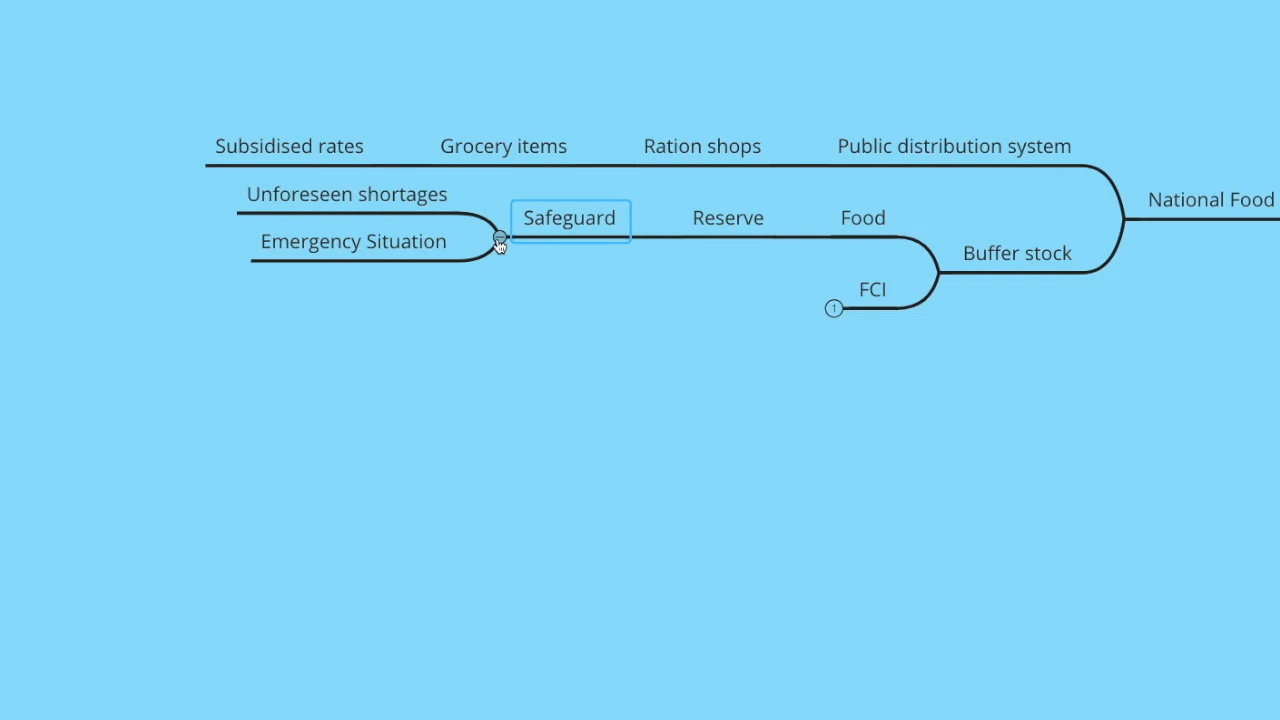 Subsidised rates Grocery items Ration shops Public distribution system
Unforeseen shortages
National Food
Safeguard Reserve Food
Emergency Situation
Buffer stock
FCI
1